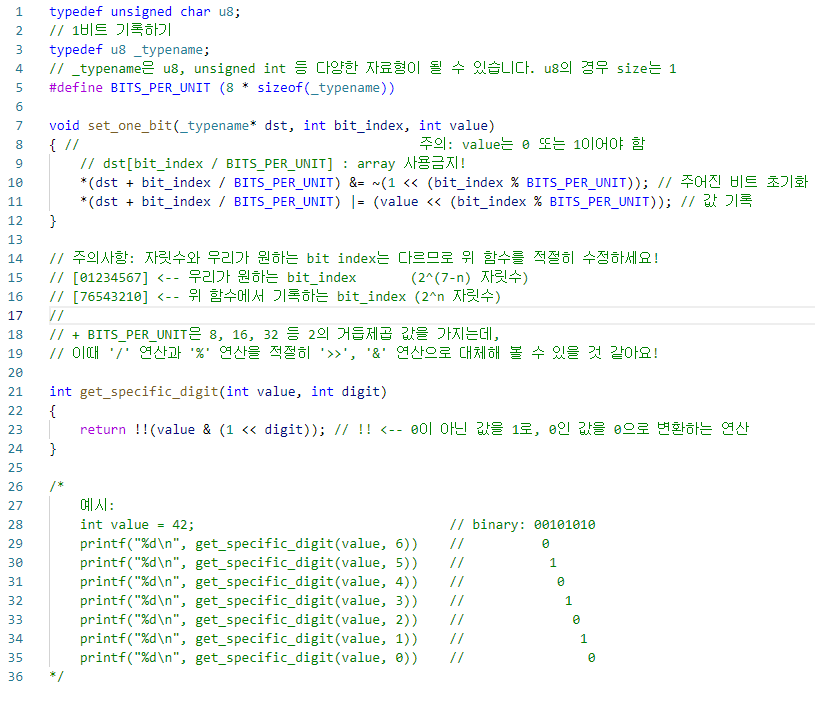 1 typedef unsigned char u8;
2 // 1비트 기록하기
3 typedef u8 _typename;
4 // _typename은 u8, unsigned int 등 다양한 자료형이 될 수 있습니다. u8의 경우 size는 1
5 #define BITS_PER_UNIT (8 * sizeof(_typename))
6
7 void set_one_bit(_typename* dst, int bit_index, int value)
8 { // 주의: value는 0 또는 1이어야 함
9 // dst[bit_index / BITS_PER_UNIT] : array 사용금지!
10 *(dst + bit_index / BITS_PER_UNIT) &= ~(1 << (bit_index % BITS_PER_UNIT)); // 주어진 비트 초기화
11 *(dst + bit_index / BITS_PER_UNIT) |= (value << (bit_index % BITS_PER_UNIT)); // 값 기록
12 }
13
14 // 주의사항: 자릿수와 우리가 원하는 bit index는 다르므로 위 함수를 적절히 수정하세요!
15 // [01234567] <-- 우리가 원하는 bit_index (2^(7-n) 자릿수)
16 // [76543210] <-- 위 함수에서 기록하는 bit_index (2^n 자릿수)
17 //
18 // + BITS_PER_UNIT은 8, 16, 32 등 2의 거듭제곱 값을 가지는데,
19 // 이때 '/' 연산과 '%' 연산을 적절히 '>>', '&' 연산으로 대체해 볼 수 있을 것 같아요!
20
21 int get_specific_digit(int value, int digit)
22 {
23 return !!(value & (1 << digit)); // !! <-- 0이 아닌 값을 1로, 0인 값을 0으로 변환하는 연산
24 }
25
26 /*
27 예시:
28 int value = 42; // binary: 00101010
29 printf("%d\n", get_specific_digit(value, 6)) // 0
30 printf("%d\n", get_specific_digit(value, 5)) // 1
31 printf("%d\n", get_specific_digit(value, 4)) // 0
32 printf("%d\n", get_specific_digit(value, 3)) // 1
33 printf("%d\n", get_specific_digit(value, 2)) // 0
34 printf("%d\n", get_specific_digit(value, 1)) // 1
35 printf("%d\n", get_specific_digit(value, 0)) // 0
36 */